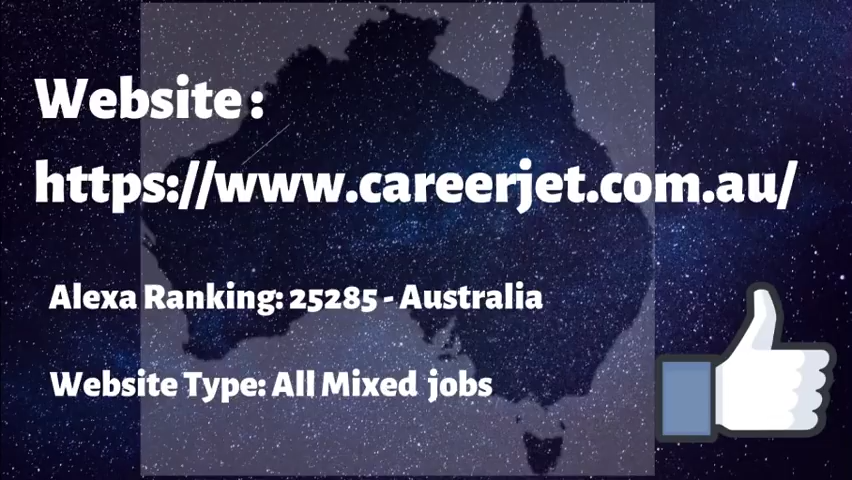 Website :
https://www.careerjet.com.au/
Alexa Ranking: 25285 - Australia
Website Type: All Mixed jobs